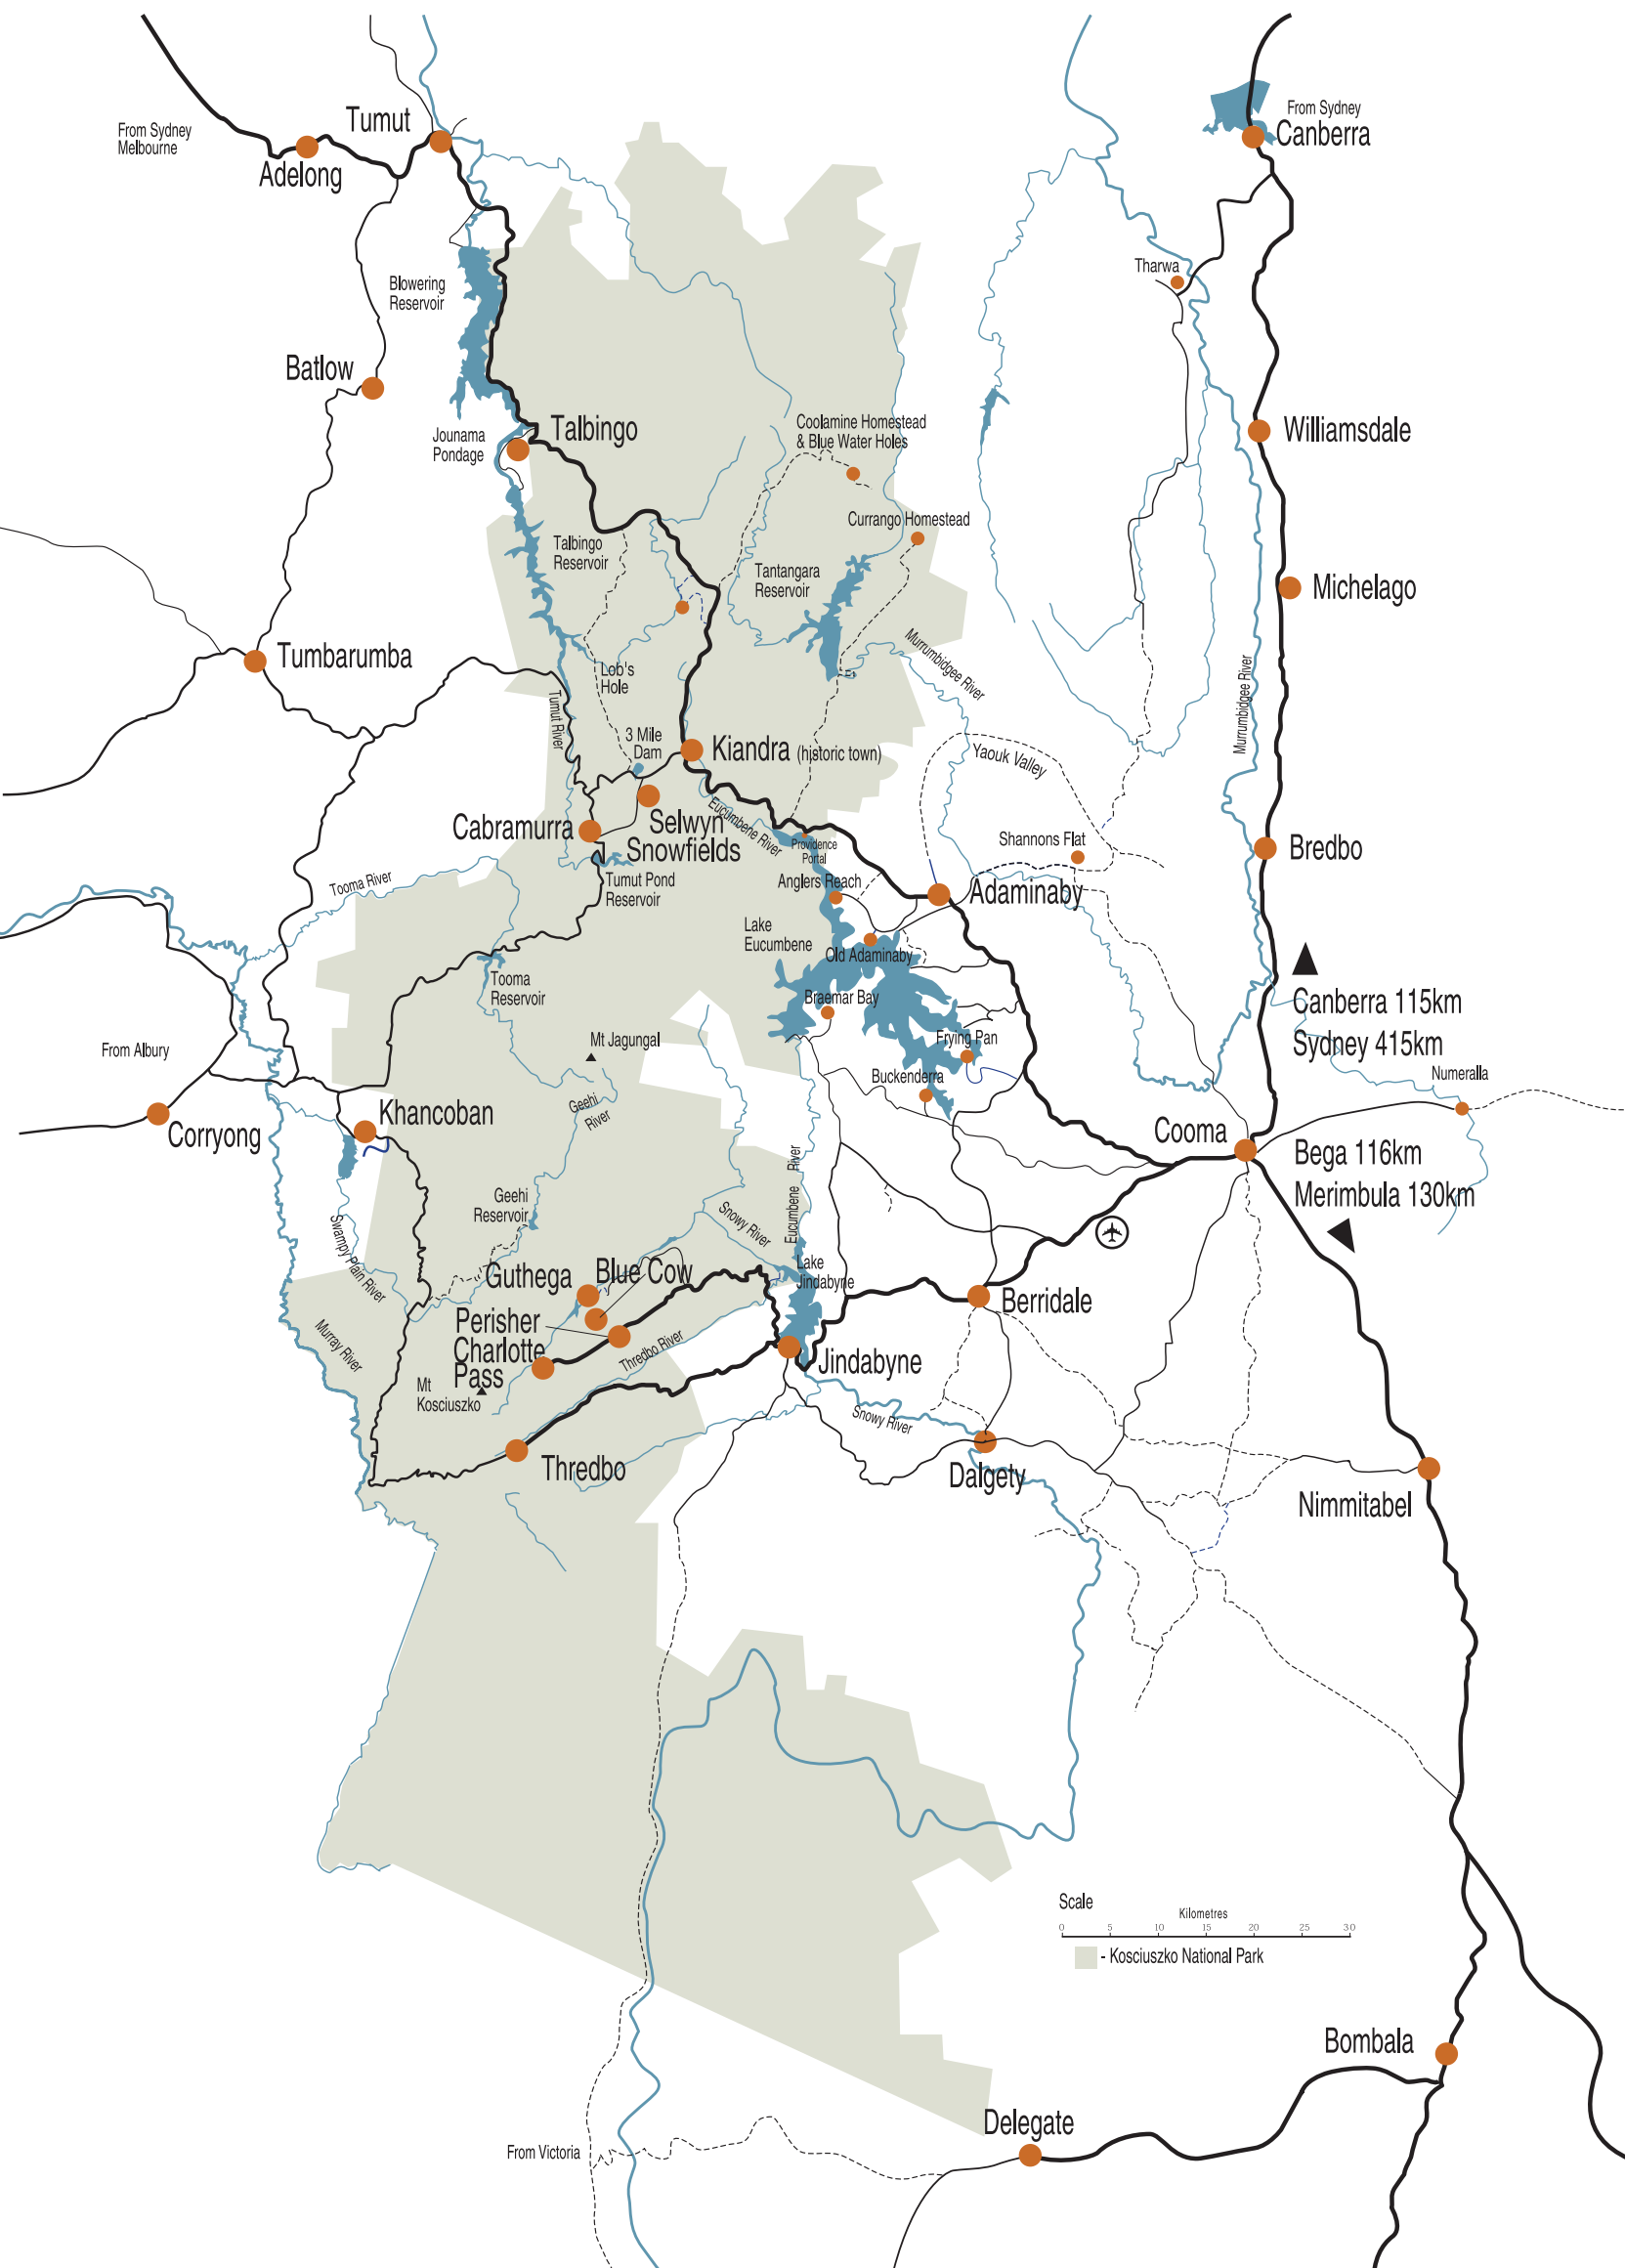 From Sydney
Canberra
Tumut
From Sydney
Melbourne
Adelong
Tharwa
Blowering
Reservoir
Batlow
Coolamine Homestead
& Blue Water Holes
Talbingo
Williamsdale
Jounama
Pondage
Currango Homestead
Talbingo
Reservoir
Tantangara
Reservoir
Michelago
Murrumbidgee River
Tumbarumba
Lob's
Hole
Murrumbidgee River
Tumut River
3 Mile
Dam
Kiandra (historic town)
Yaouk Valley
Eucumbene River
Cabramurra
Selwyn
Snowfields
Providence
Portal
Shannons Flat
Bredbo
Tooma River
Tumut Pond
Reservoir
Anglers Reach
Adaminaby
Lake
Eucumbene
Old Adaminaby
Tooma
Reservoir
Braemar Bay
Canberra 115km
Sydney 415km
From Albury
Mt Jagungal
Frying Pan
Buckenderra
Numeralla
Geehi
River
Khancoban
Corryong
Cooma
Bega 116km
Merimbula 130km
Eucumbene River
Geehi
Reservoir
Swampy Plain River
Snowy River
Guthega
Blue Cow
Lake
Jindabyne
Berridale
Perisher
Charlotte
Pass
Murray River
Thredbo River
Jindabyne
Mt
Kosciuszko
Snowy River
Thredbo
Dalgety
Nimmitabel
Scale
Kilometres
0 5 10 15 20 25 30
- Kosciuszko National Park
Bombala
Delegate
From Victoria